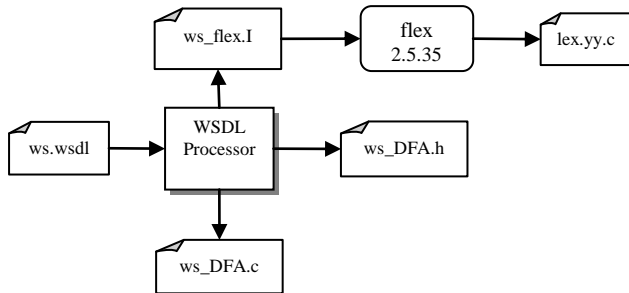 ws_flex.I
flex
2.5.35
lex.yy.c
ws.wsdl
WSDL
Processor
ws_DFA.h
ws_DFA.c